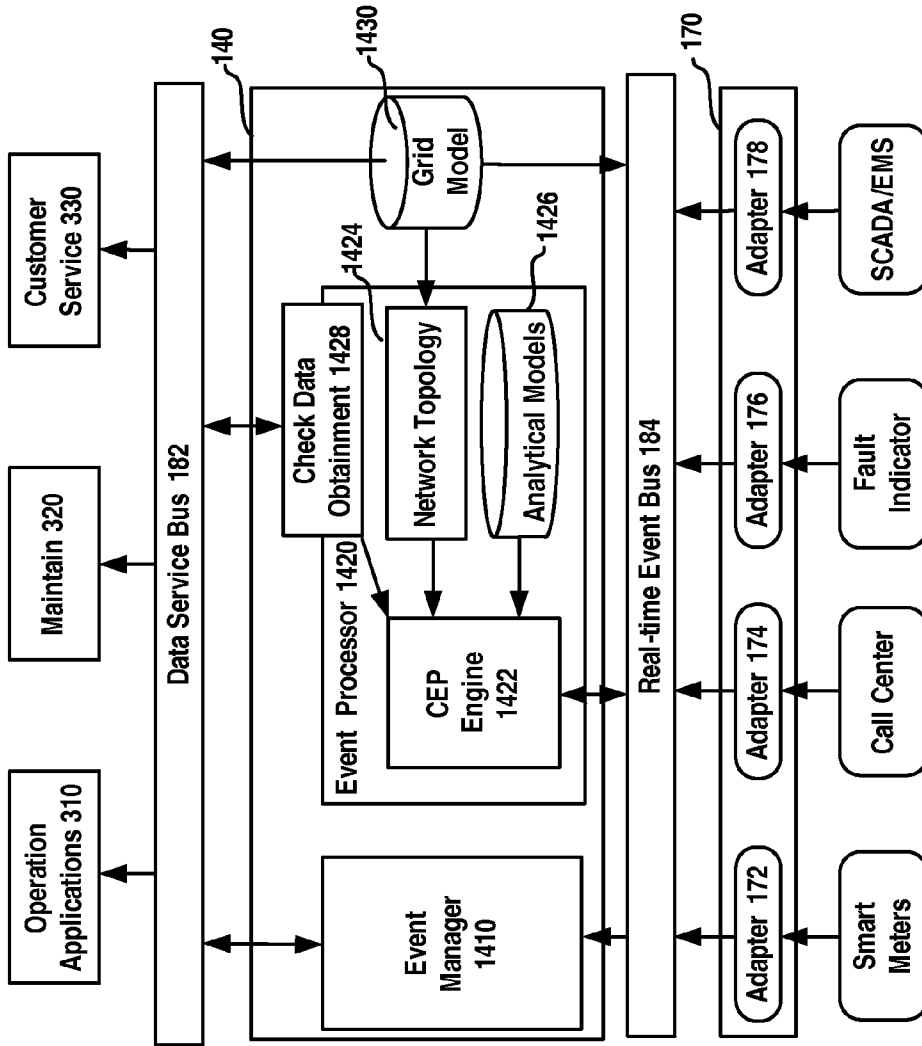 Operation
Applications 310
Maintain 320
Customer
Service 330
Data Service Bus 182
140
Event
Manager
1410
Event Processor 1420
CEP
Engine
1422
Check Data
Obtainment 1428
1424
Network Topology
Analytical Models
1426
Grid
Model
1430
Real-time Event Bus 184
170
Adapter 172
Adapter 174
Adapter 176
Adapter 178
Smart
Meters
Call Center
Fault
Indicator
SCADA/EMS